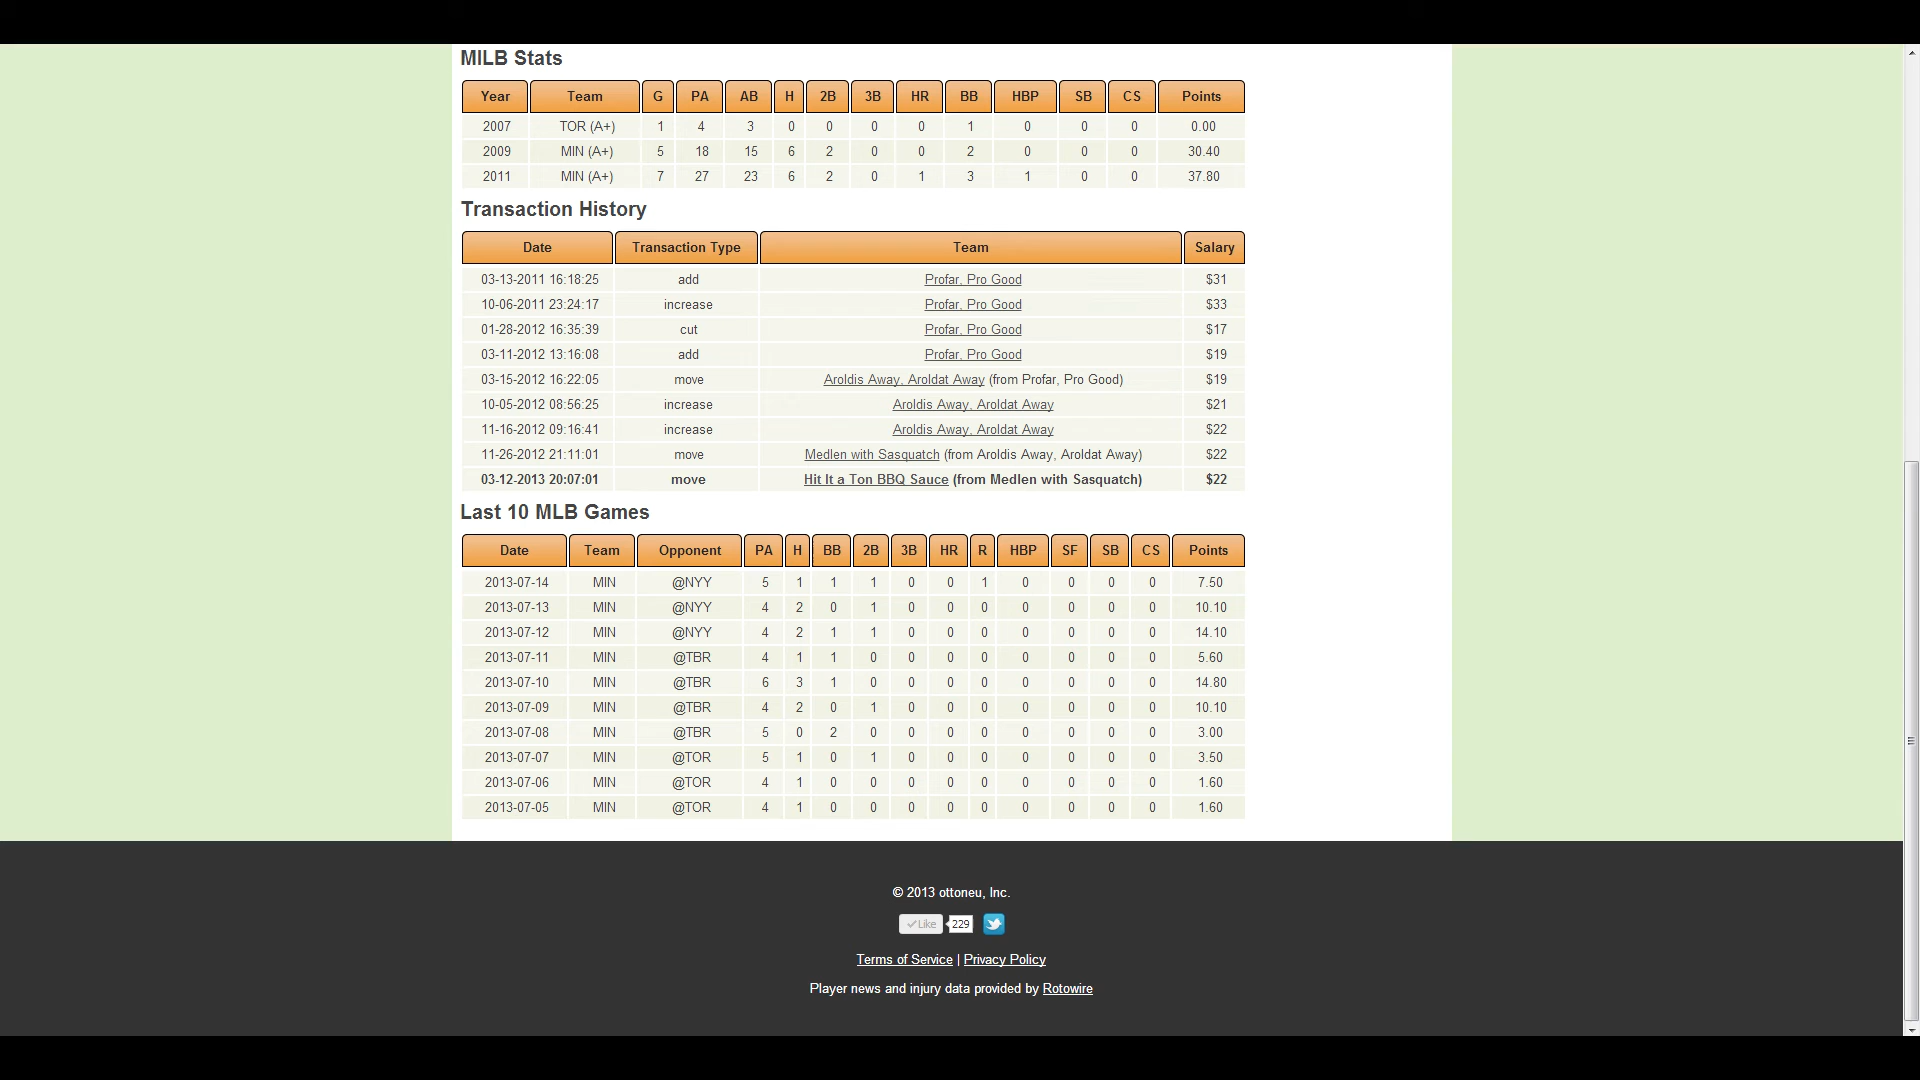 MILB Stats
Year Team G PA AB H 2B 3B HR BB HBP SB CS Points
2007 TOR (A+) 1 4 3 0 0 0 0 1 0 0 0 0.00
2009 MIN (A+) 5 18 15 6 2 0 0 2 0 0 0 30.40
2011 MIN (A+) 7 27 23 6 2 0 1 3 1 0 0 37.80
Transaction History
Date Transaction Type Team Salary
03-13-2011 16:18:25 add Profar, Pro Good $31
10-06-2011 23:24:17 increase Profar, Pro Good $33
01-28-2012 16:35:39 cut Profar, Pro Good $17
03-11-2012 13:16:08 add Profar, Pro Good $19
03-15-2012 16:22:05 move Aroldis Away, Aroldat Away (from Profar, Pro Good) $19
10-05-2012 08:56:25 increase Aroldis Away, Aroldat Away $21
11-16-2012 09:16:41 increase Aroldis Away, Aroldat Away $22
11-26-2012 21:11:01 move Medlen with Sasquatch (from Aroldis Away, Aroldat Away) $22
03-12-2013 20:07:01 move Hit It a Ton BBQ Sauce (from Medlen with Sasquatch) $22
Last 10 MLB Games
Date Team Opponent PA H BB 2B 3B HR R HBP SF SB CS Points
2013-07-14 MIN @NYY 5 1 1 1 0 0 1 0 0 0 0 7.50
2013-07-13 MIN @NYY 4 2 0 1 0 0 0 0 0 0 0 10.10
2013-07-12 MIN @NYY 4 2 1 1 0 0 0 0 0 0 0 14.10
2013-07-11 MIN @TBR 4 1 1 0 0 0 0 0 0 0 0 5.60
2013-07-10 MIN @TBR 6 3 1 0 0 0 0 0 0 0 0 14.80
2013-07-09 MIN @TBR 4 2 0 1 0 0 0 0 0 0 0 10.10
2013-07-08 MIN @TBR 5 0 2 0 0 0 0 0 0 0 0 3.00
2013-07-07 MIN @TOR 5 1 0 1 0 0 0 0 0 0 0 3.50
2013-07-06 MIN @TOR 4 1 0 0 0 0 0 0 0 0 0 1.60
2013-07-05 MIN @TOR 4 1 0 0 0 0 0 0 0 0 0 1.60
© 2013 ottoneu, Inc.
Like 229
Terms of Service | Privacy Policy
Player news and injury data provided by Rotowire